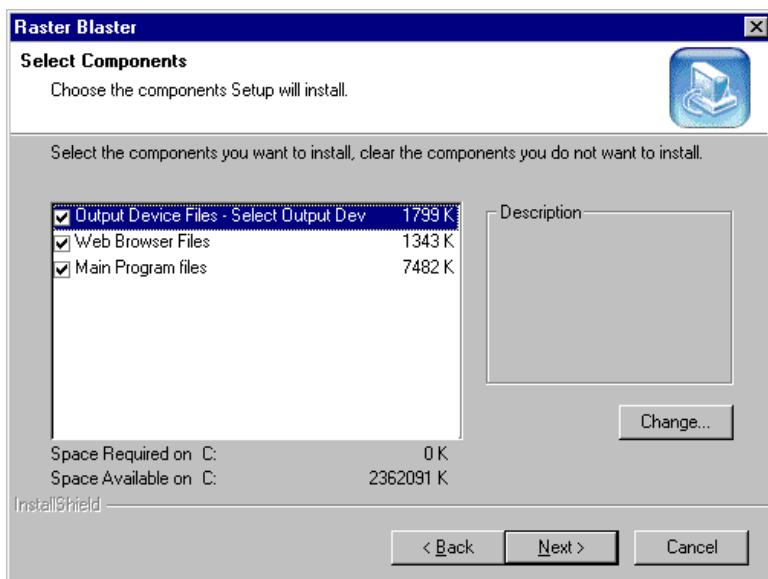 Raster Blaster
Select Components
Choose the components Setup will install.
Select the components you want to install, clear the components you do not want to install.
Output Device Files - Select Output Dev 1799 K
Web Browser Files 1343 K
Main Program files 7482 K
Description
Change...
Space Required on C: 0 K
Space Available on C: 2362091 K
InstallShield
< Back Next > Cancel